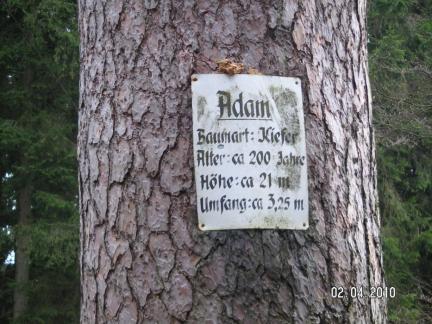 Adam
Baumart: Kiefer
Alter: ca 200 Jahre
Höhe: ca 21 m
Umfang: ca 3,25 m
02.04.2010